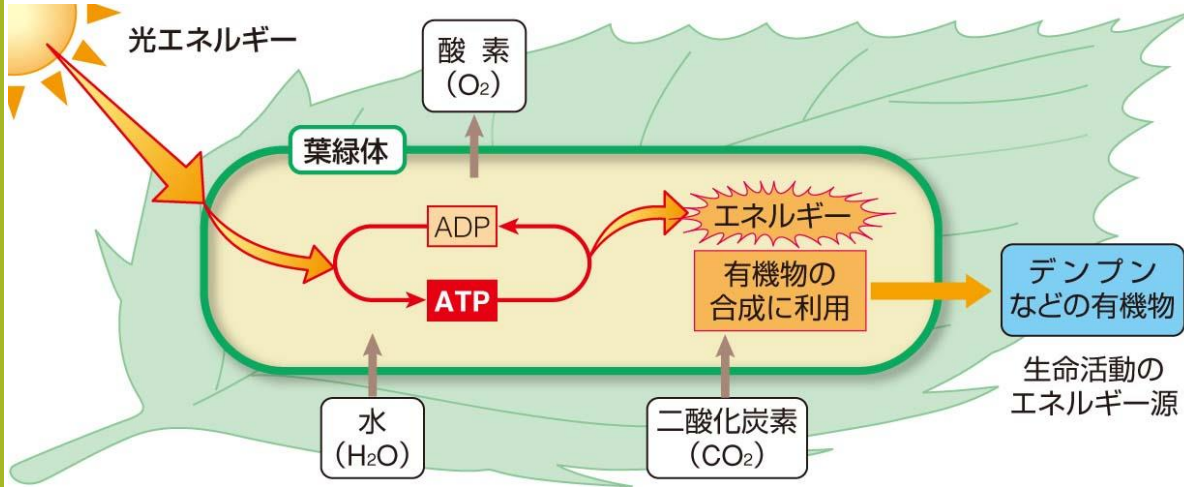 光エネルギー
酸素
(O₂)
葉緑体
ADP
ATP
エネルギー
有機物の
合成に利用
デンプン
などの有機物
生命活動の
エネルギー源
水
(H₂O)
二酸化炭素
(CO₂)